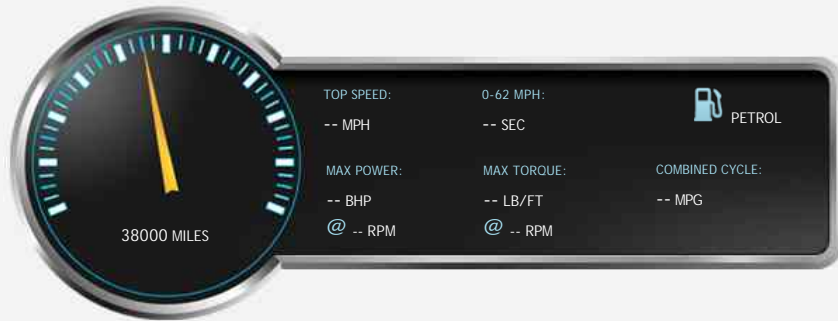 TOP SPEED:
-- MPH
0-62 MPH:
-- SEC
PETROL
MAX POWER:
-- BHP
@ -- RPM
MAX TORQUE:
-- LB/FT
@ -- RPM
COMBINED CYCLE:
-- MPG
38000 MILES